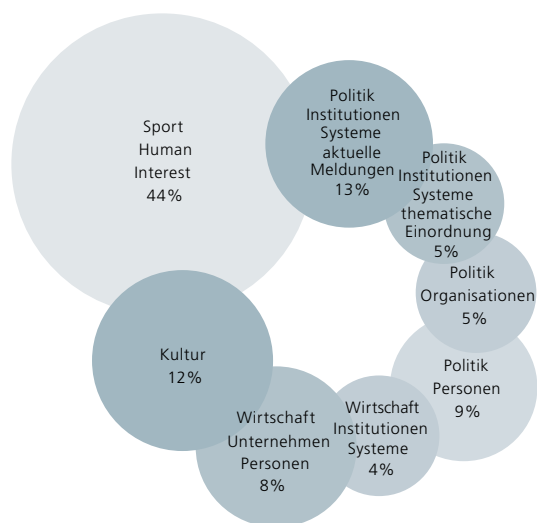 Sport
Human
Interest
44%
Politik
Institutionen
Systeme
aktuelle
Meldungen
13%
Politik
Institutionen
Systeme
thematische
Einordnung
5%
Politik
Organisationen
5%
Politik
Personen
9%
Wirtschaft
Institutionen
Systeme
4%
Wirtschaft
Unternehmen
Personen
8%
Kultur
12%